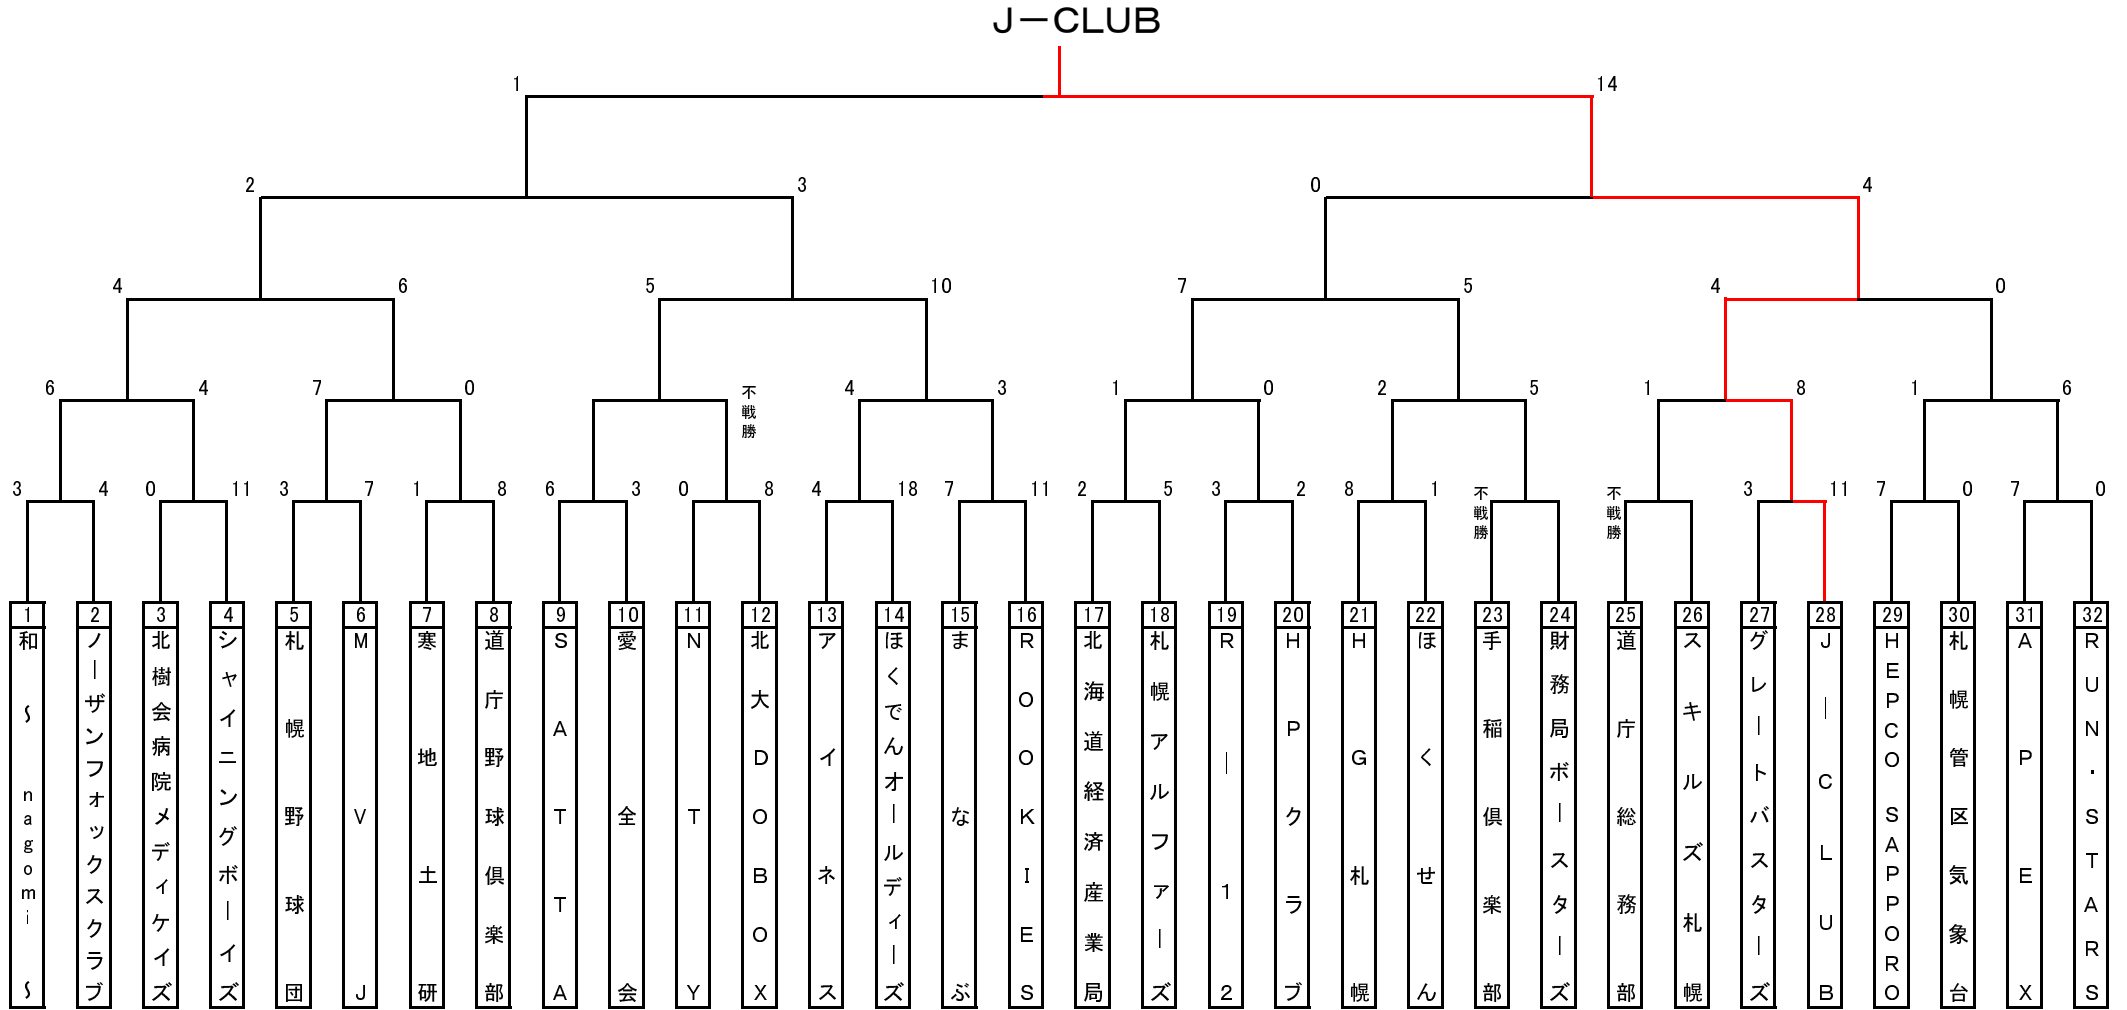 J－CLUB
1 14
2 3 0 4
4 6 5 10 7 5 4 0
6 4 7 0 不戦勝 4 3 1 0 2 5 1 8 1 6
3 4 0 11 3 7 1 8 6 3 0 8 4 18 7 11 2 5 3 2 8 1 不戦勝 不戦勝 3 11 7 0 7 0
1 和～nagomi～
2 ノーザンフォックスクラブ
3 北樹会病院メディケイズ
4 シャイニングボーイズ
5 札幌野球団
6 MVJ
7 寒地土研
8 道庁野球倶楽部
9 SATTA
10 愛全会
11 NTY
12 北大DOBOX
13 アイネス
14 ほくでんオールディーズ
15 まなぶ
16 ROOKIES
17 北海道経済産業局
18 札幌アルファーズ
19 R－12
20 HPクラブ
21 HG札幌
22 ほくせん
23 手稲倶楽部
24 財務局ボースターズ
25 道庁総務部
26 スキルズ札幌
27 グレートバスターズ
28 J－CLUB
29 HEPCO SAPPORO
30 札幌管区気象台
31 APEX
32 RUN・STARS